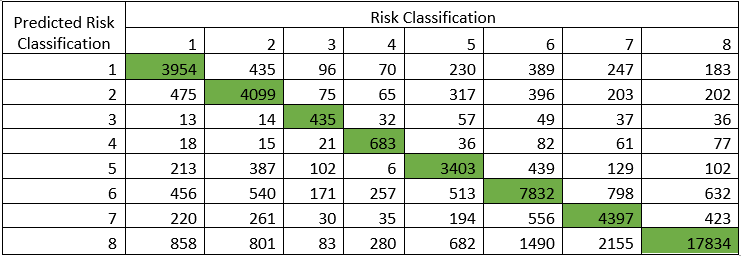 Predicted Risk Classification Risk Classification
1 2 3 4 5 6 7 8
1 3954 435 96 70 230 389 247 183
2 475 4099 75 65 317 396 203 202
3 13 14 435 32 57 49 37 36
4 18 15 21 683 36 82 61 77
5 213 387 102 6 3403 439 129 102
6 456 540 171 257 513 7832 798 632
7 220 261 30 35 194 556 4397 423
8 858 801 83 280 682 1490 2155 17834